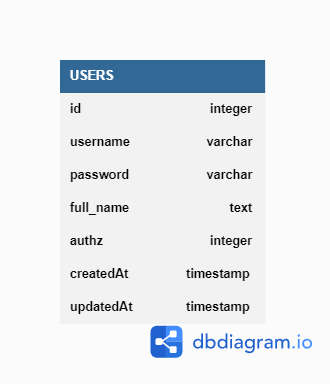 USERS
id integer
username varchar
password varchar
full_name text
authz integer
createdAt timestamp
updatedAt timestamp
dbdiagram.io